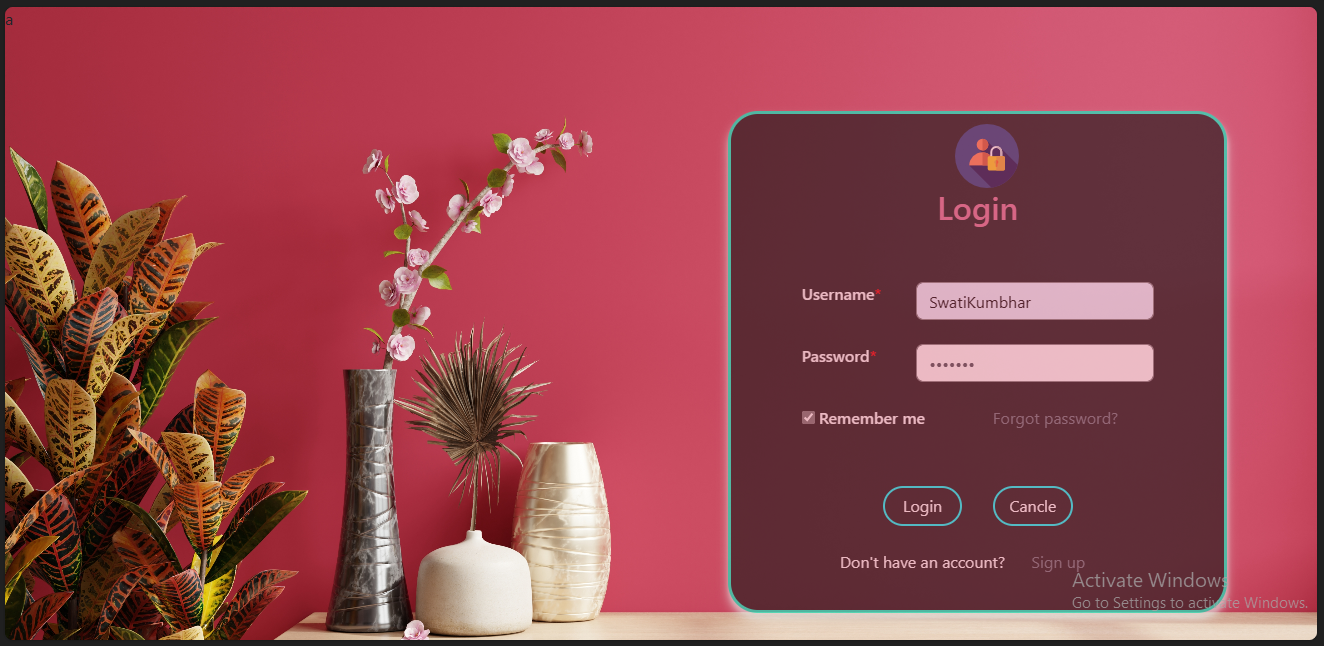 a
Login
Username*
SwatiKumbhar
Password*
•••••••
Remember me Forgot password?
Login Cancle
Don't have an account? Sign up
Activate Windows
Go to Settings to activate Windows.